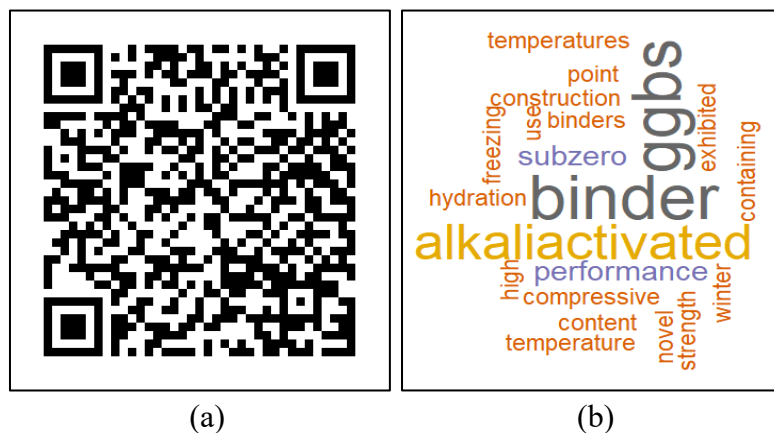 temperatures
point
construction
binders
use
freezing
ggbs
exhibited
containing
subzero
hydration
binder
alkaliactivated
performance
high
compressive
content
temperature
novel
strength
winter
(a)
(b)